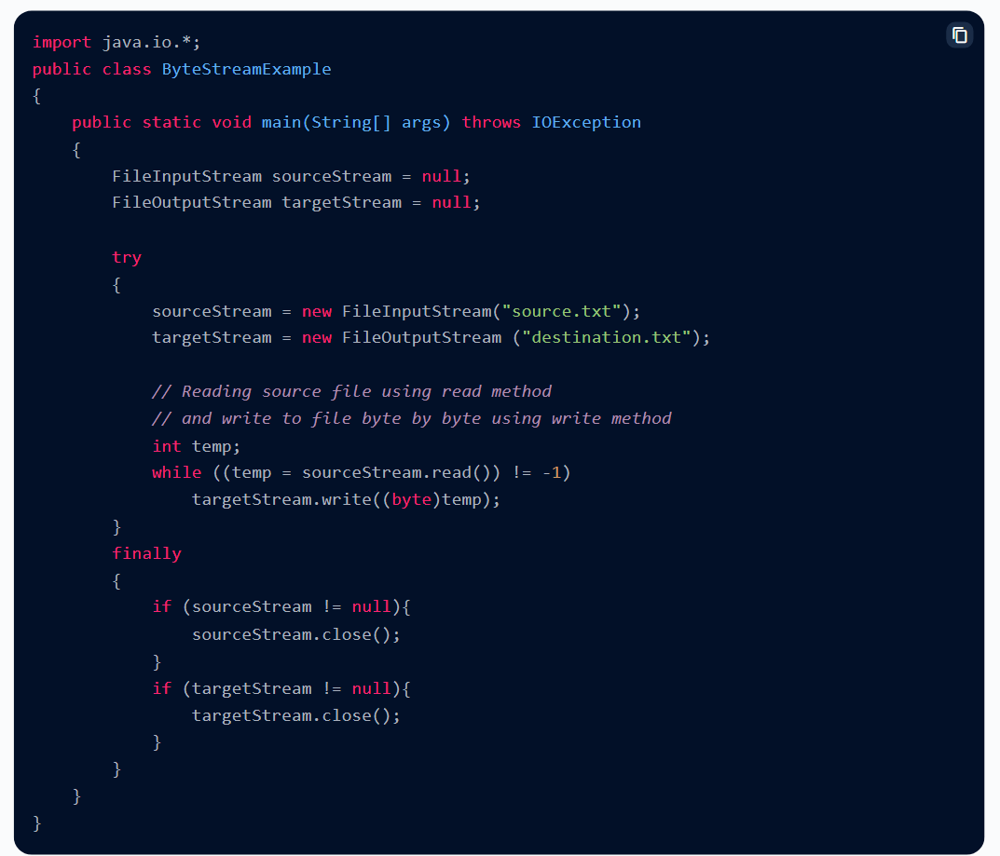 import java.io.*;
public class ByteStreamExample
{
    public static void main(String[] args) throws IOException
    {
        FileInputStream sourceStream = null;
        FileOutputStream targetStream = null;

        try
        {
            sourceStream = new FileInputStream("source.txt");
            targetStream = new FileOutputStream ("destination.txt");

            // Reading source file using read method
            // and write to file byte by byte using write method
            int temp;
            while ((temp = sourceStream.read()) != -1)
                targetStream.write((byte)temp);
        }
        finally
        {
            if (sourceStream != null){
                sourceStream.close();
            }
            if (targetStream != null){
                targetStream.close();
            }
        }
    }
}